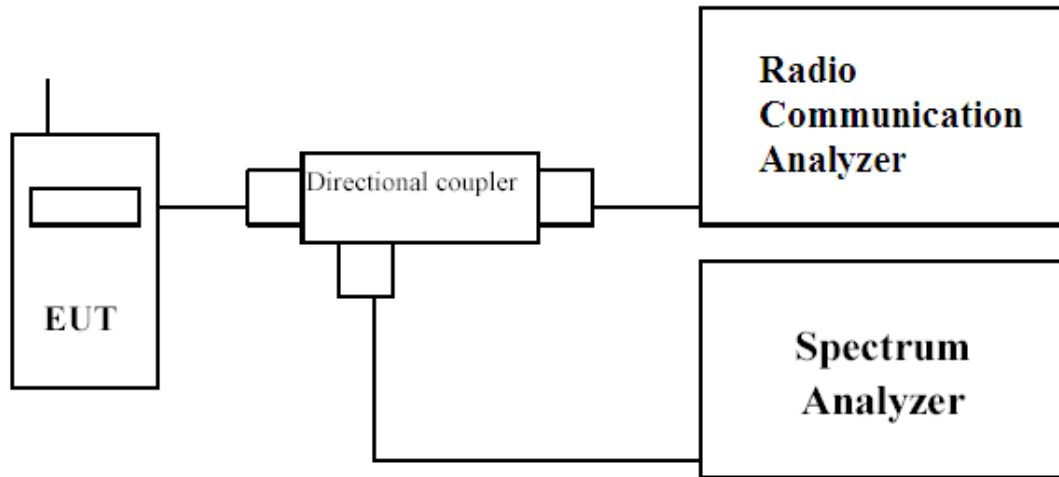 Radio
Communication
Analyzer
Directional coupler
EUT
Spectrum
Analyzer